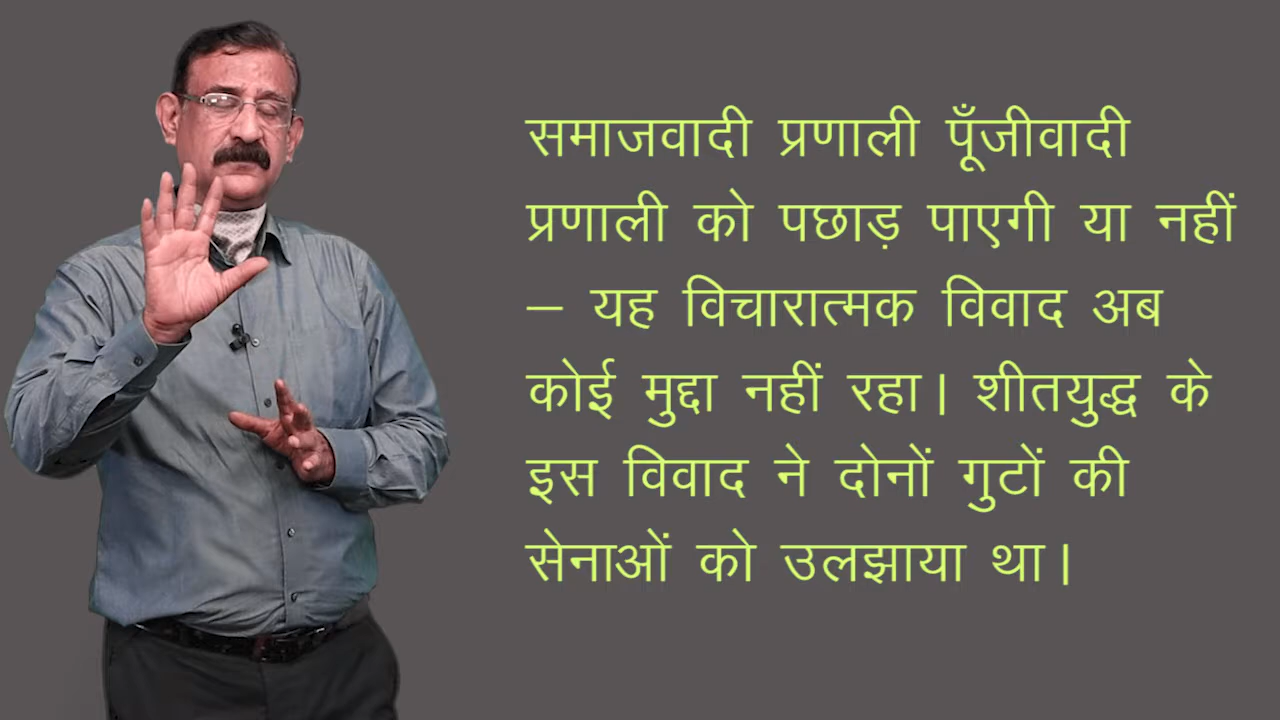 समाजवादी प्रणाली पूँजीवादी
प्रणाली को पछाड़ पाएगी या नहीं
– यह विचारात्मक विवाद अब
कोई मुद्दा नहीं रहा। शीतयुद्ध के
इस विवाद ने दोनों गुटों की
सेनाओं को उलझाया था।